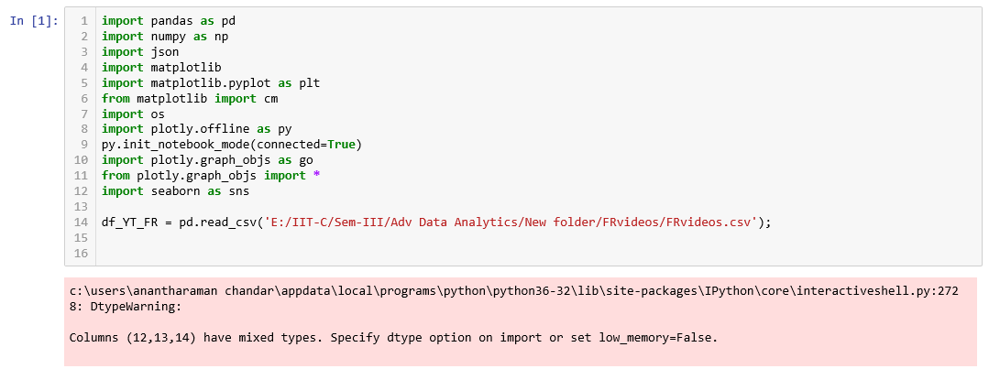 In [1]:
1 import pandas as pd
2 import numpy as np
3 import json
4 import matplotlib
5 import matplotlib.pyplot as plt
6 from matplotlib import cm
7 import os
8 import plotly.offline as py
9 py.init_notebook_mode(connected=True)
10 import plotly.graph_objs as go
11 from plotly.graph_objs import *
12 import seaborn as sns
13
14 df_YT_FR = pd.read_csv('E:/IIT-C/Sem-III/Adv Data Analytics/New folder/FRvideos/FRvideos.csv');
15
16
c:\users\anantharaman chandar\appdata\local\programs\python\python36-32\lib\site-packages\IPython\core\interactiveshell.py:272
8: DtypeWarning:
Columns (12,13,14) have mixed types. Specify dtype option on import or set low_memory=False.